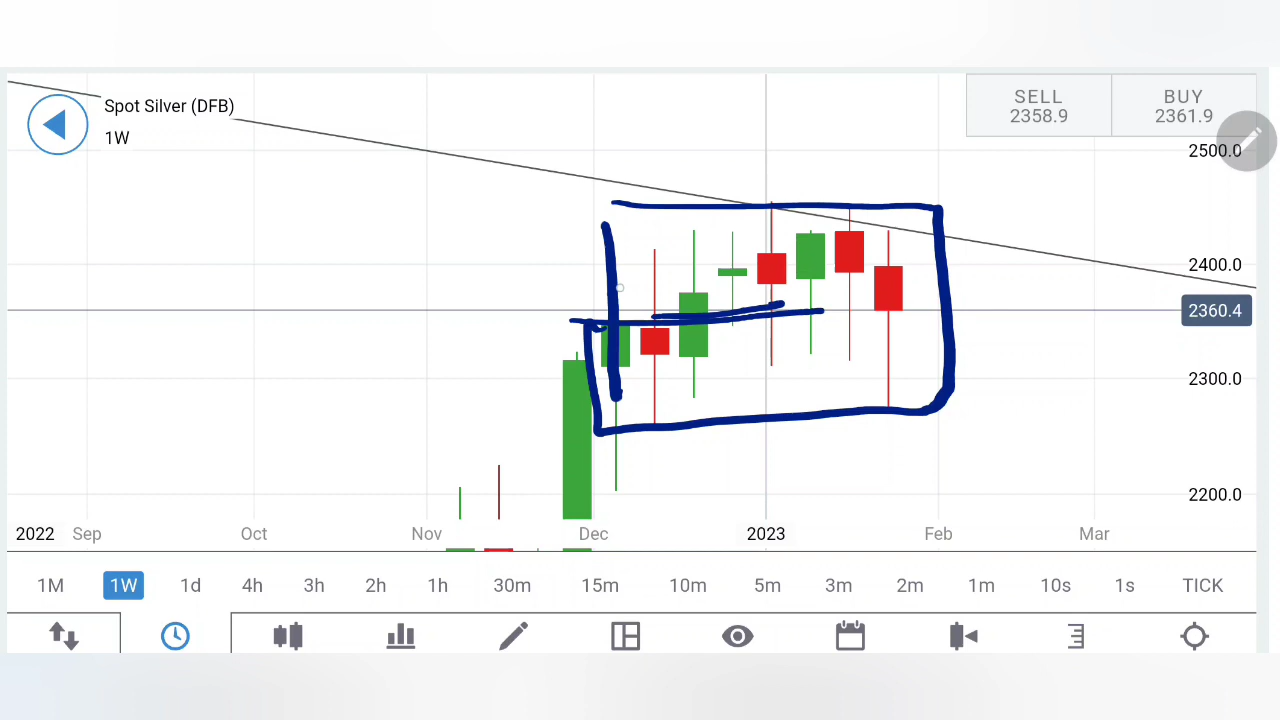 Spot Silver (DFB)
1W
SELL
2358.9
BUY
2361.9
2500.0
2400.0
2360.4
2300.0
2200.0
2022 Sep Oct Nov Dec 2023 Feb Mar
1M 1W 1d 4h 3h 2h 1h 30m 15m 10m 5m 3m 2m 1m 10s 1s TICK